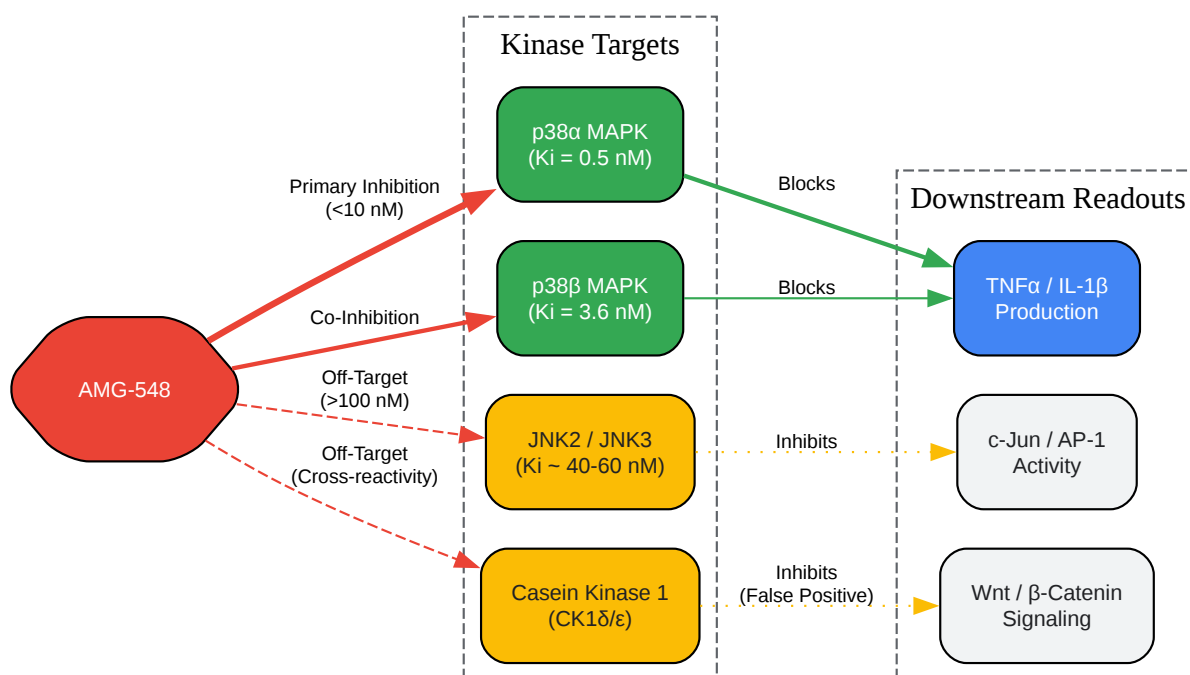 Kinase Targets
p38α MAPK
(Ki = 0.5 nM)
Primary Inhibition
(<10 nM)
Blocks
Downstream Readouts
p38β MAPK
(Ki = 3.6 nM)
Co-Inhibition
Blocks
TNFα / IL-1β
Production
AMG-548
Off-Target
(>100 nM)
JNK2 / JNK3
(Ki ~ 40-60 nM)
Inhibits
c-Jun / AP-1
Activity
Off-Target
(Cross-reactivity)
Casein Kinase 1
(CK1δ/ε)
Inhibits
(False Positive)
Wnt / β-Catenin
Signaling